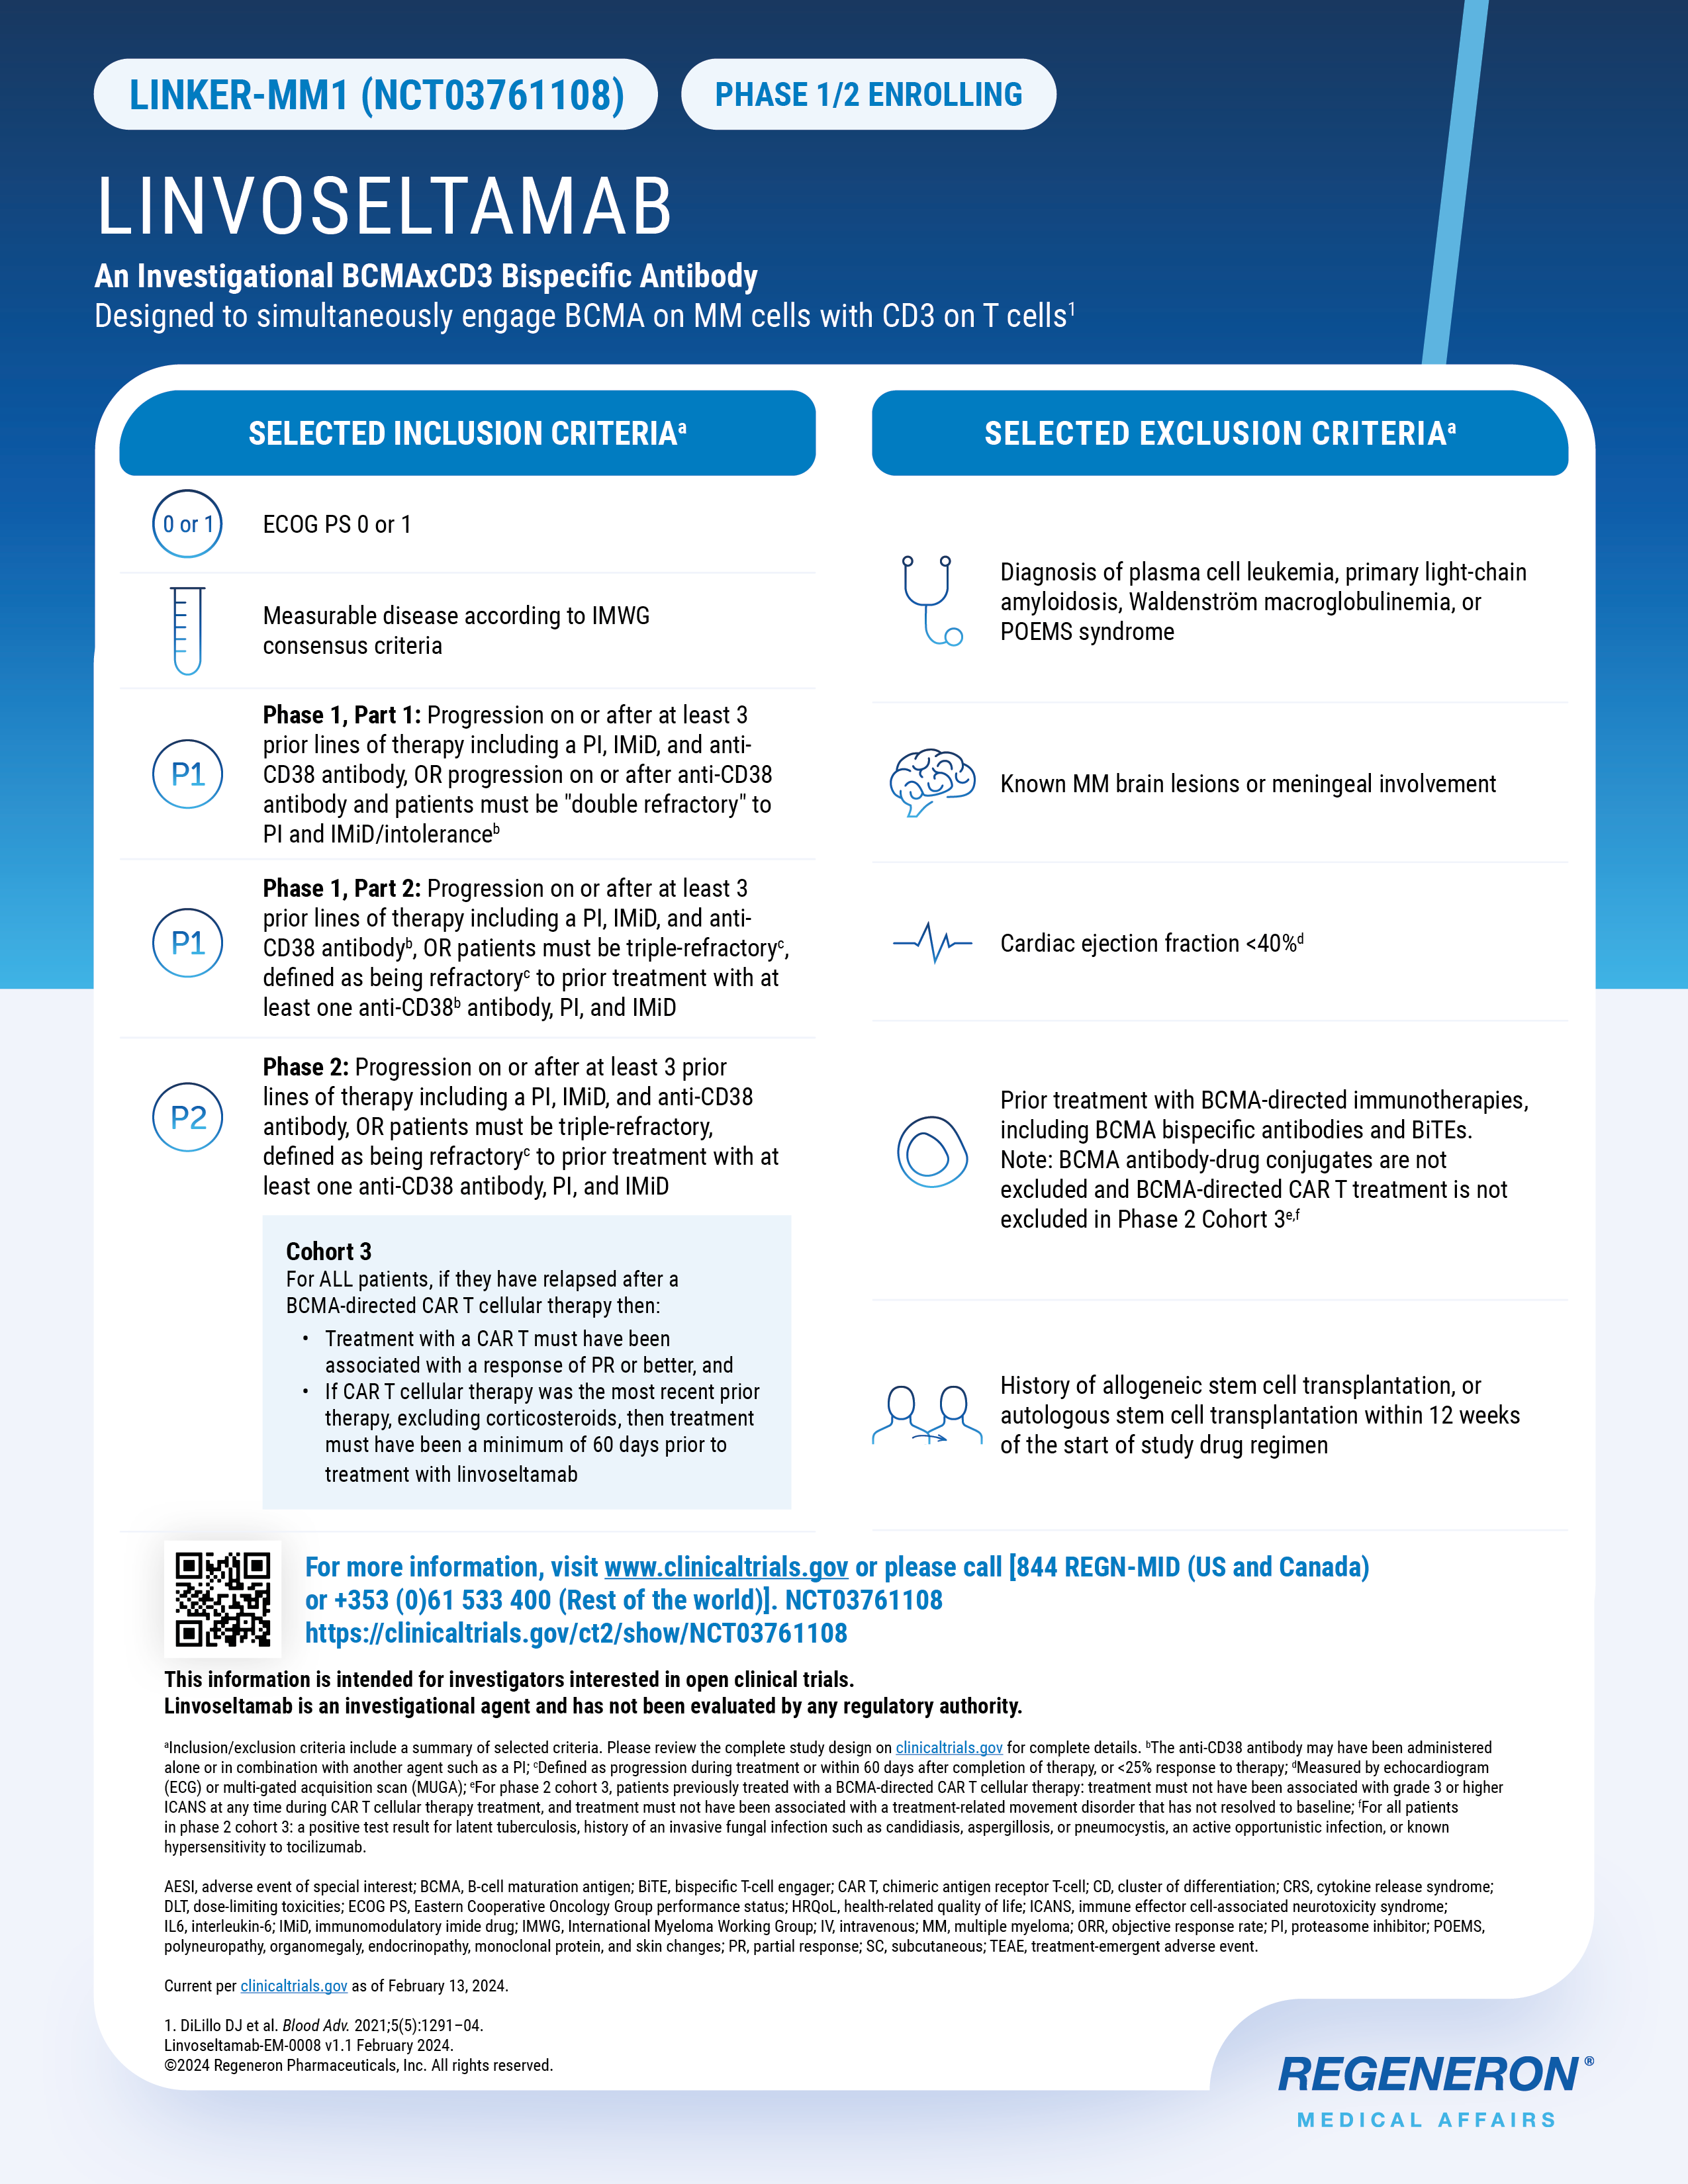 LINKER-MM1 (NCT03761108)
PHASE 1/2 ENROLLING
LINVOSELTAMAB
An Investigational BCMAxCD3 Bispecific Antibody
Designed to simultaneously engage BCMA on MM cells with CD3 on T cells¹
SELECTED INCLUSION CRITERIAᵃ
0 or 1
ECOG PS 0 or 1
Measurable disease according to IMWG
consensus criteria
P1
Phase 1, Part 1: Progression on or after at least 3
prior lines of therapy including a PI, IMiD, and anti-
CD38 antibody, OR progression on or after anti-CD38
antibody and patients must be "double refractory" to
PI and IMiD/intoleranceᵇ
P1
Phase 1, Part 2: Progression on or after at least 3
prior lines of therapy including a PI, IMiD, and anti-
CD38 antibodyᵇ, OR patients must be triple-refractoryᶜ,
defined as being refractoryᶜ to prior treatment with at
least one anti-CD38ᵇ antibody, PI, and IMiD
P2
Phase 2: Progression on or after at least 3 prior
lines of therapy including a PI, IMiD, and anti-CD38
antibody, OR patients must be triple-refractory,
defined as being refractoryᶜ to prior treatment with at
least one anti-CD38 antibody, PI, and IMiD
Cohort 3
For ALL patients, if they have relapsed after a
BCMA-directed CAR T cellular therapy then:
• Treatment with a CAR T must have been
associated with a response of PR or better, and
• If CAR T cellular therapy was the most recent prior
therapy, excluding corticosteroids, then treatment
must have been a minimum of 60 days prior to
treatment with linvoseltamab
SELECTED EXCLUSION CRITERIAᵃ
Diagnosis of plasma cell leukemia, primary light-chain
amyloidosis, Waldenström macroglobulinemia, or
POEMS syndrome
Known MM brain lesions or meningeal involvement
Cardiac ejection fraction <40%ᵈ
Prior treatment with BCMA-directed immunotherapies,
including BCMA bispecific antibodies and BiTEs.
Note: BCMA antibody-drug conjugates are not
excluded and BCMA-directed CAR T treatment is not
excluded in Phase 2 Cohort 3ᵉ,ᶠ
History of allogeneic stem cell transplantation, or
autologous stem cell transplantation within 12 weeks
of the start of study drug regimen
For more information, visit www.clinicaltrials.gov or please call [844 REGN-MID (US and Canada)
or +353 (0)61 533 400 (Rest of the world)]. NCT03761108
https://clinicaltrials.gov/ct2/show/NCT03761108
This information is intended for investigators interested in open clinical trials.
Linvoseltamab is an investigational agent and has not been evaluated by any regulatory authority.
ᵃInclusion/exclusion criteria include a summary of selected criteria. Please review the complete study design on clinicaltrials.gov for complete details. ᵇThe anti-CD38 antibody may have been administered
alone or in combination with another agent such as a PI; ᶜDefined as progression during treatment or within 60 days after completion of therapy, or <25% response to therapy; ᵈMeasured by echocardiogram
(ECG) or multi-gated acquisition scan (MUGA); ᵉFor phase 2 cohort 3, patients previously treated with a BCMA-directed CAR T cellular therapy: treatment must not have been associated with grade 3 or higher
ICANS at any time during CAR T cellular therapy treatment, and treatment must not have been associated with a treatment-related movement disorder that has not resolved to baseline; ᶠFor all patients
in phase 2 cohort 3: a positive test result for latent tuberculosis, history of an invasive fungal infection such as candidiasis, aspergillosis, or pneumocystis, an active opportunistic infection, or known
hypersensitivity to tocilizumab.
AESI, adverse event of special interest; BCMA, B-cell maturation antigen; BiTE, bispecific T-cell engager; CAR T, chimeric antigen receptor T-cell; CD, cluster of differentiation; CRS, cytokine release syndrome;
DLT, dose-limiting toxicities; ECOG PS, Eastern Cooperative Oncology Group performance status; HRQoL, health-related quality of life; ICANS, immune effector cell-associated neurotoxicity syndrome;
IL6, interleukin-6; IMiD, immunomodulatory imide drug; IMWG, International Myeloma Working Group; IV, intravenous; MM, multiple myeloma; ORR, objective response rate; PI, proteasome inhibitor; POEMS,
polyneuropathy, organomegaly, endocrinopathy, monoclonal protein, and skin changes; PR, partial response; SC, subcutaneous; TEAE, treatment-emergent adverse event.
Current per clinicaltrials.gov as of February 13, 2024.
1. DiLillo DJ et al. Blood Adv. 2021;5(5):1291–04.
Linvoseltamab-EM-0008 v1.1 February 2024.
©2024 Regeneron Pharmaceuticals, Inc. All rights reserved.
REGENERON®
MEDICAL AFFAIRS